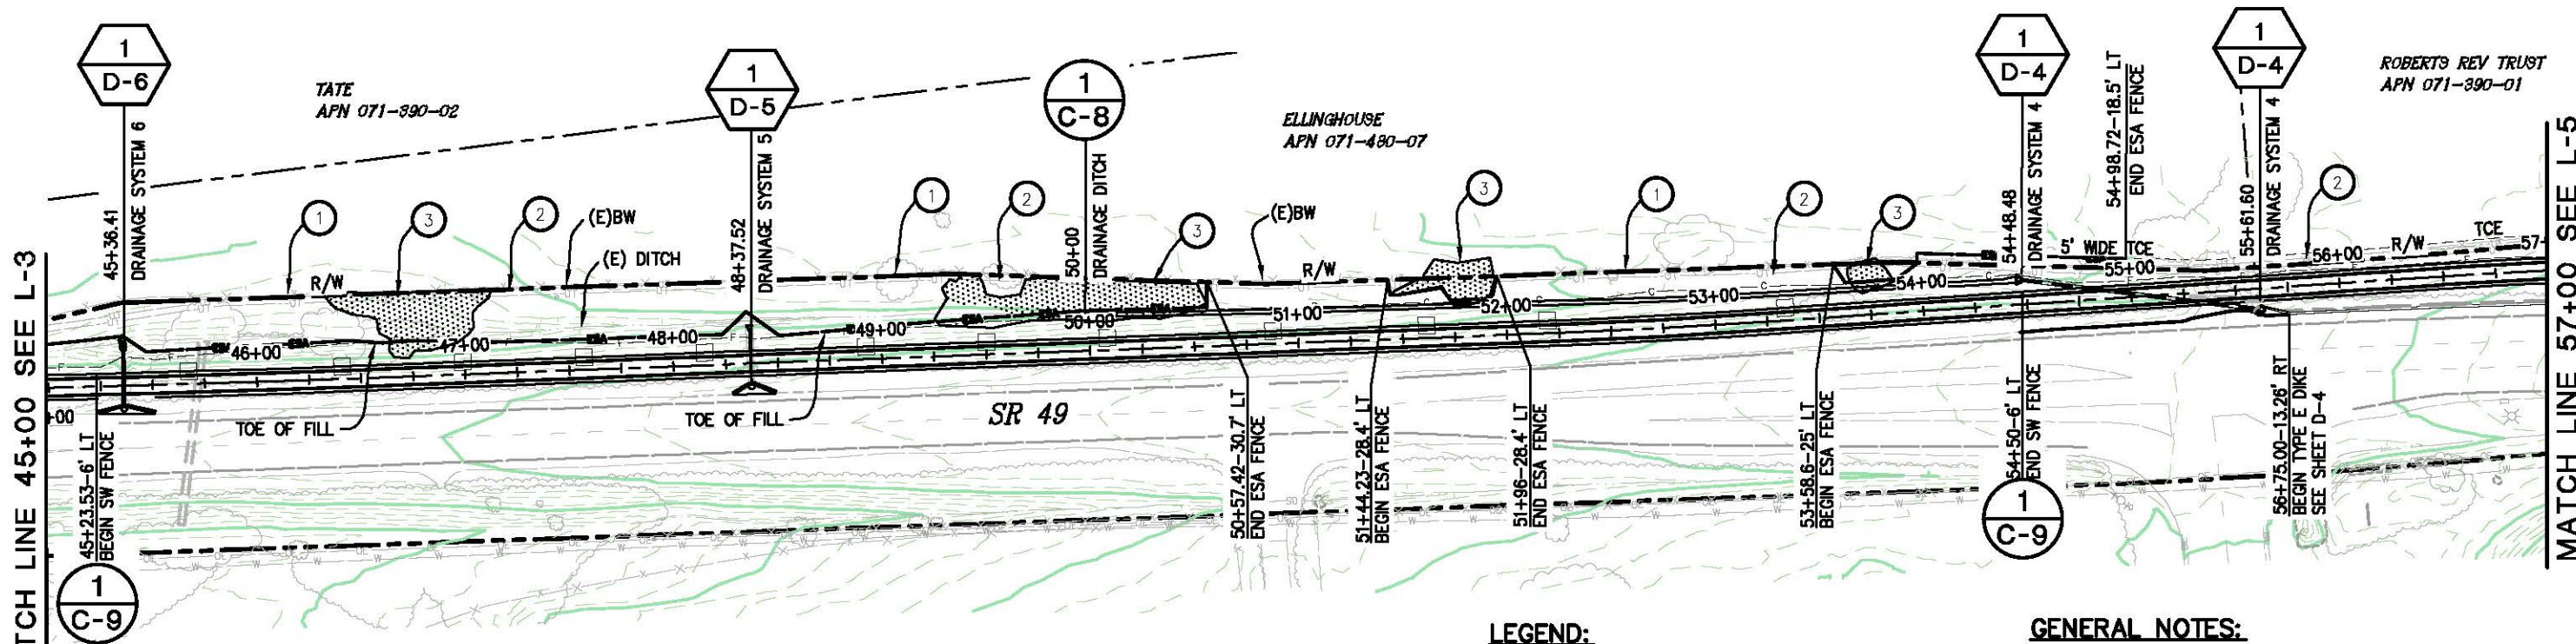 1
D-6
TATE
APN 071-390-02
1
D-5
1
C-8
ELLINGHOUSE
APN 071-480-07
1
D-4
1
D-4
ROBERTS REV TRUST
APN 071-390-01
45+36.41
DRAINAGE SYSTEM 6
48+37.52
DRAINAGE SYSTEM 5
50+00
DRAINAGE DITCH
54+48.48
DRAINAGE SYSTEM 4
54+98.72-18.5' LT
END ESA FENCE
55+61.60
DRAINAGE SYSTEM 4
1
3
2
(E)BW
(E) DITCH
1
2
3
(E)BW
3
1
2
3
2
R/W
R/W
5' WIDE TCE
R/W
TCE
46+00
47+00
48+00
49+00
50+00
51+00
52+00
53+00
54+00
55+00
56+00
57+
+00
TOE OF FILL
TOE OF FILL
SR 49
45+23.53-6' LT
BEGIN SW FENCE
50+57.42-30.7' LT
END ESA FENCE
51+44.23-28.4' LT
BEGIN ESA FENCE
51+96-28.4' LT
END ESA FENCE
53+58.6-25' LT
BEGIN ESA FENCE
54+50-6' LT
END SW FENCE
56+75.00-13.26' RT
BEGIN TYPE E DIKE
SEE SHEET D-4
1
C-9
1
C-9
TCH LINE 45+00 SEE L-3
MATCH LINE 57+00 SEE L-5
LEGEND:
GENERAL NOTES: